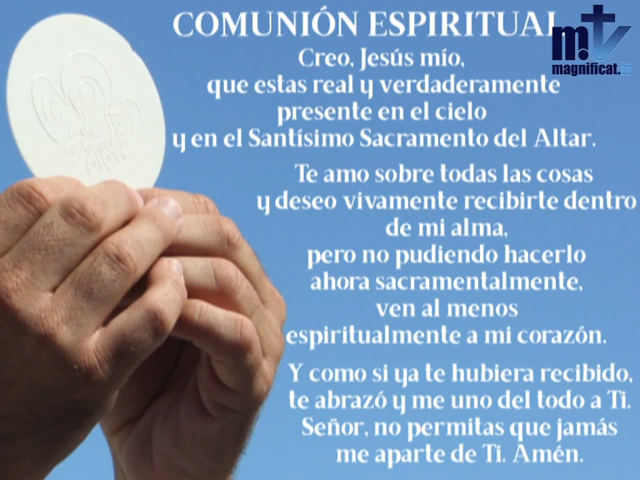 COMUNIÓN ESPIRITUAL
Creo, Jesús mío,
que estas real y verdaderamente
presente en el cielo
y en el Santísimo Sacramento del Altar.
Te amo sobre todas las cosas
y deseo vivamente recibirte dentro
de mi alma,
pero no pudiendo hacerlo
ahora sacramentalmente,
ven al menos
espiritualmente a mi corazón.
Y como si ya te hubiera recibido,
te abrazó y me uno del todo a Ti.
Señor, no permitas que jamás
me aparte de Ti. Amén.
m.tv
magnificat.tv